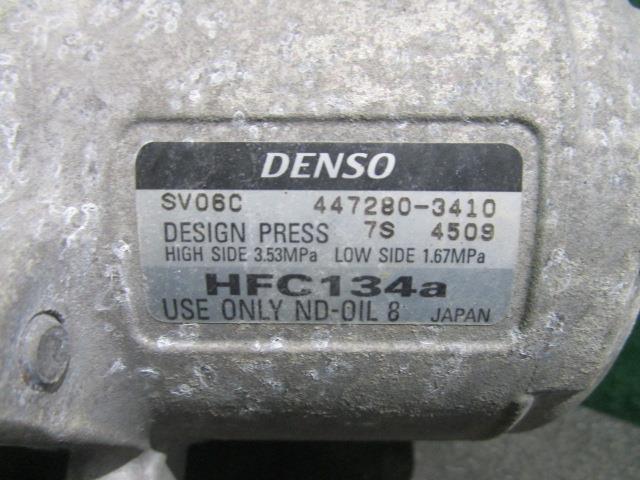 DENSO
SV06C 447280-3410
DESIGN PRESS 7S 4509
HIGH SIDE 3.53MPa LOW SIDE 1.67MPa
HFC134a
USE ONLY ND-OIL 8 JAPAN